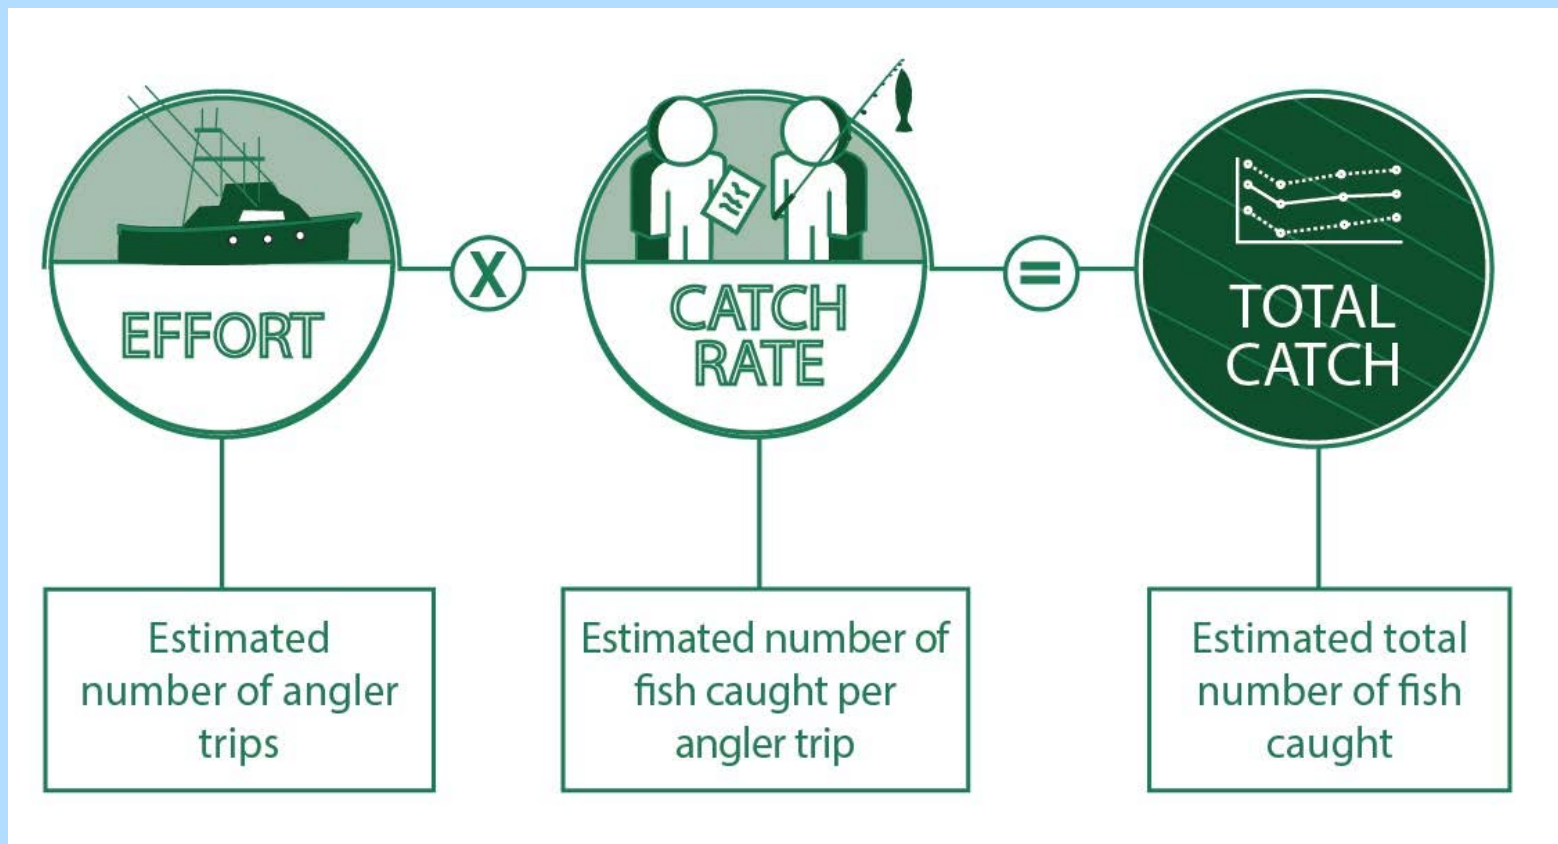 EFFORT
X
CATCH
RATE
=
TOTAL
CATCH
Estimated
number of angler
trips
Estimated number of
fish caught per
angler trip
Estimated total
number of fish
caught